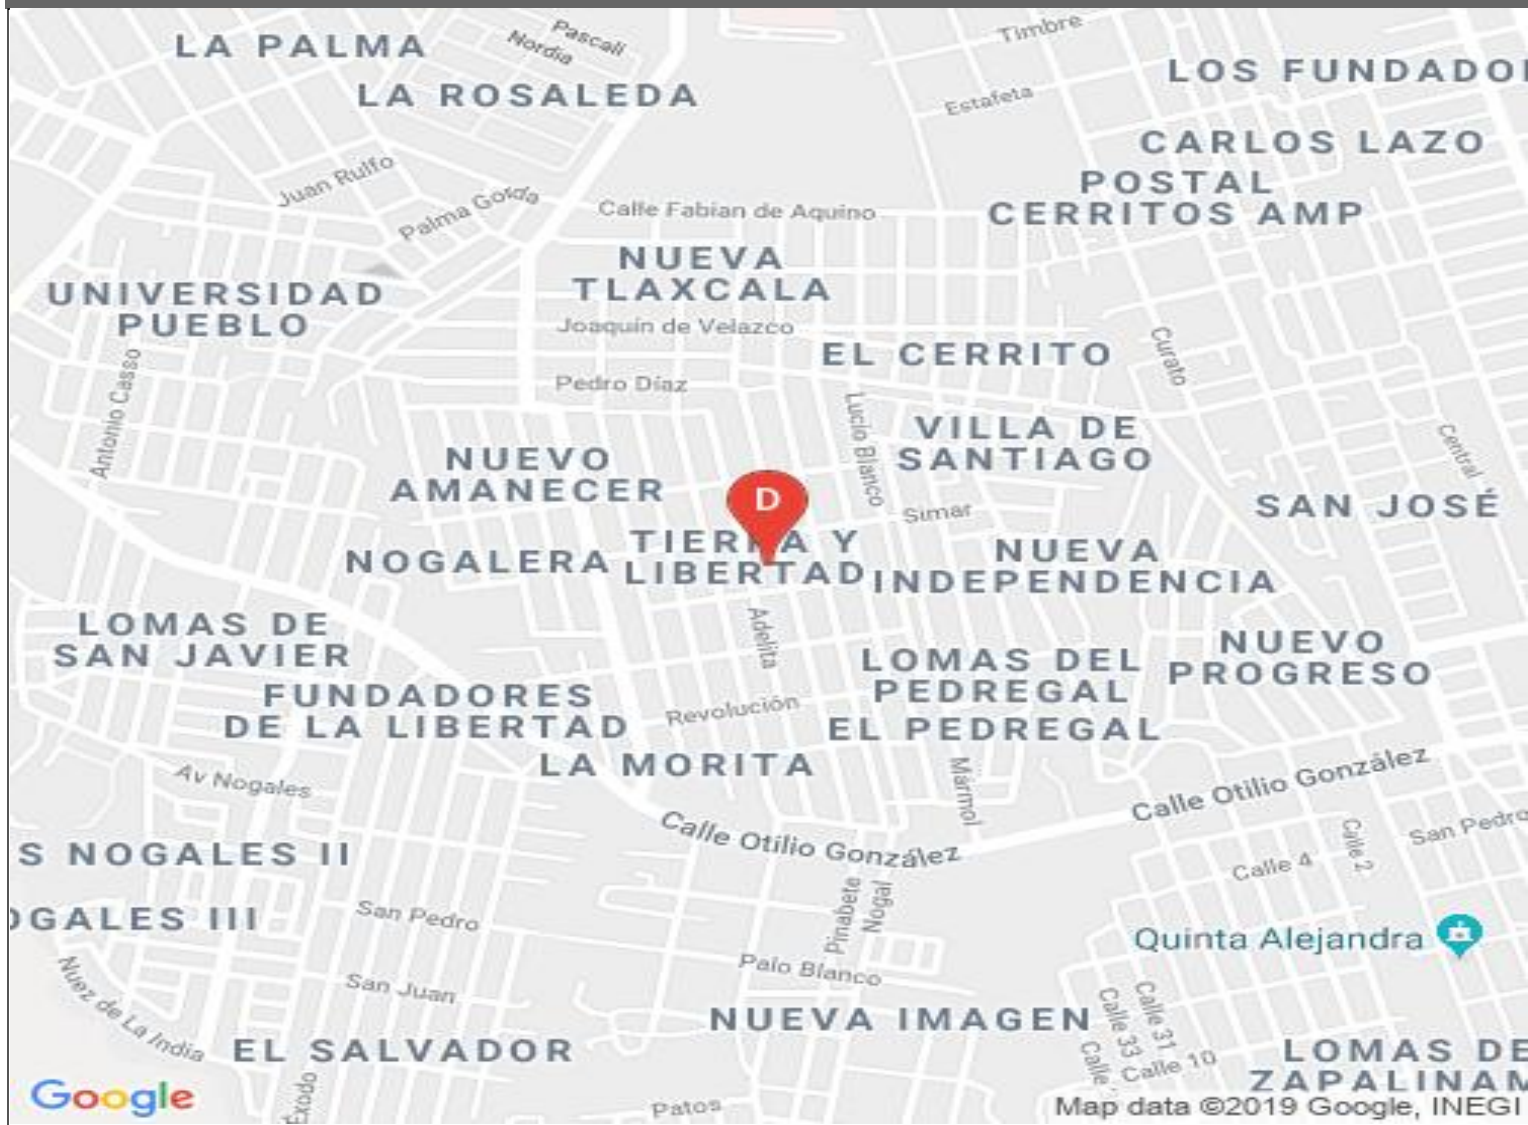 Pascali
Nordia
Timbre
LA PALMA
LOS FUNDADO
LA ROSALEDA
Estafeta
CARLOS LAZO
Juan Rulfo
POSTAL
CERRITOS AMP
Palma Gorda
Calle Fabian de Aquino
NUEVA
TLAXCALA
UNIVERSIDAD
PUEBLO
Joaquín de Velazco
EL CERRITO
Curato
Pedro Díaz
Antonio Casso
Lucio Blanco
VILLA DE
SANTIAGO
Central
NUEVO
AMANECER
D
SAN JOSÉ
Simar
TIERRA Y
LIBERTAD
NOGALERA
NUEVA
INDEPENDENCIA
Adelita
LOMAS DE
SAN JAVIER
NUEVO
PROGRESO
LOMAS DEL
PEDREGAL
FUNDADORES
DE LA LIBERTAD
Revolución
EL PEDREGAL
LA MORITA
Av Nogales
Marmol
Calle Otilio González
Calle Otilio González
San Pedro
Calle 2
Calle 4
S NOGALES II
Pinabete
Nogal
OGALES III
San Pedro
Quinta Alejandra
Palo Blanco
San Juan
Nuez de La India
Calle 33
Calle 31
NUEVA IMAGEN
Calle
Calle 10
EL SALVADOR
LOMAS DE
ZAPALINAM
Google
Éxodo
Patos
Map data ©2019 Google, INEGI